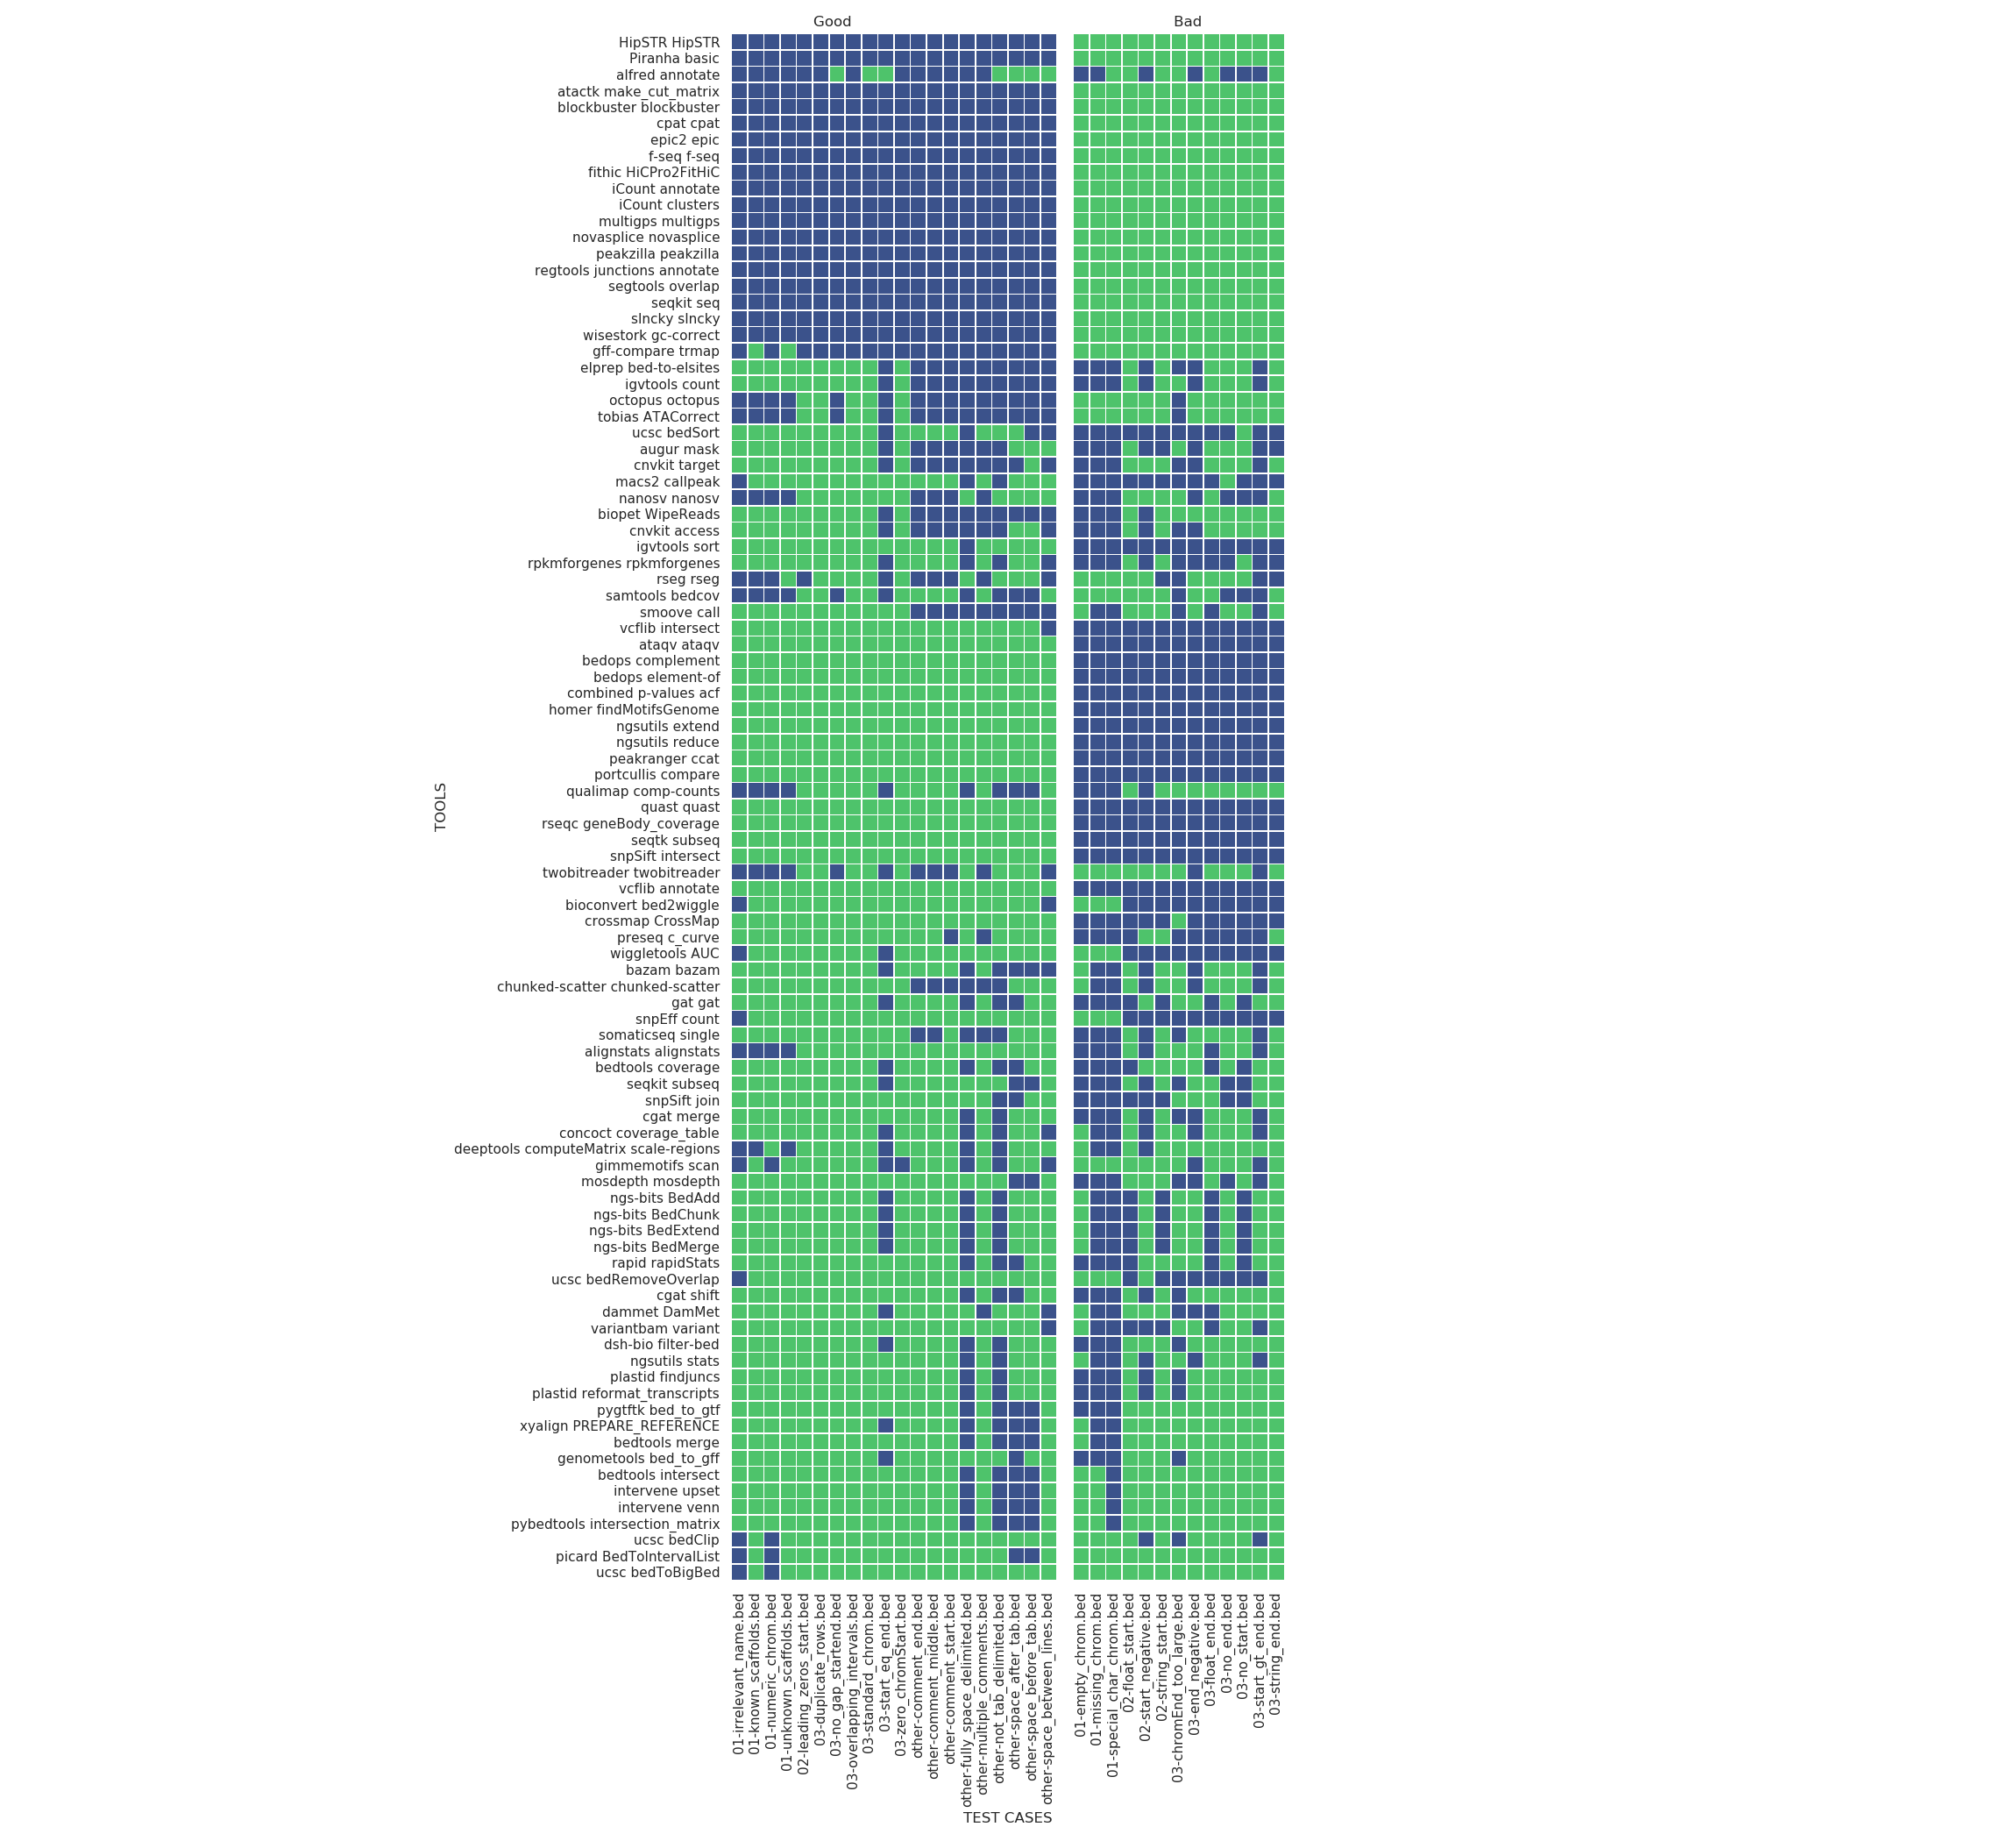 Good
Bad
HipSTR HipSTR
Piranha basic
alfred annotate
atactk make_cut_matrix
blockbuster blockbuster
cpat cpat
epic2 epic
f-seq f-seq
fithic HiCPro2FitHiC
iCount annotate
iCount clusters
multigps multigps
novasplice novasplice
peakzilla peakzilla
regtools junctions annotate
segtools overlap
seqkit seq
slncky slncky
wisestork gc-correct
gff-compare trmap
elprep bed-to-elsites
igvtools count
octopus octopus
tobias ATACorrect
ucsc bedSort
augur mask
cnvkit target
macs2 callpeak
nanosv nanosv
biopet WipeReads
cnvkit access
igvtools sort
rpkmforgenes rpkmforgenes
rseg rseg
samtools bedcov
smoove call
vcflib intersect
ataqv ataqv
bedops complement
bedops element-of
combined p-values acf
homer findMotifsGenome
ngsutils extend
ngsutils reduce
peakranger ccat
portcullis compare
qualimap comp-counts
quast quast
rseqc geneBody_coverage
seqtk subseq
snpSift intersect
twobitreader twobitreader
vcflib annotate
bioconvert bed2wiggle
crossmap CrossMap
preseq c_curve
wiggletools AUC
bazam bazam
chunked-scatter chunked-scatter
gat gat
snpEff count
somaticseq single
alignstats alignstats
bedtools coverage
seqkit subseq
snpSift join
cgat merge
concoct coverage_table
deeptools computeMatrix scale-regions
gimmemotifs scan
mosdepth mosdepth
ngs-bits BedAdd
ngs-bits BedChunk
ngs-bits BedExtend
ngs-bits BedMerge
rapid rapidStats
ucsc bedRemoveOverlap
cgat shift
dammet DamMet
variantbam variant
dsh-bio filter-bed
ngsutils stats
plastid findjuncs
plastid reformat_transcripts
pygtftk bed_to_gtf
xyalign PREPARE_REFERENCE
bedtools merge
genometools bed_to_gff
bedtools intersect
intervene upset
intervene venn
pybedtools intersection_matrix
ucsc bedClip
picard BedToIntervalList
ucsc bedToBigBed
TOOLS
01-irrelevant_name.bed
01-known_scaffolds.bed
01-numeric_chrom.bed
01-unknown_scaffolds.bed
02-leading_zeros_start.bed
03-duplicate_rows.bed
03-no_gap_startend.bed
03-overlapping_intervals.bed
03-standard_chrom.bed
03-start_eq_end.bed
03-zero_chromStart.bed
other-comment_end.bed
other-comment_middle.bed
other-comment_start.bed
other-fully_space_delimited.bed
other-multiple_comments.bed
other-not_tab_delimited.bed
other-space_after_tab.bed
other-space_before_tab.bed
other-space_between_lines.bed
01-empty_chrom.bed
01-missing_chrom.bed
01-special_char_chrom.bed
02-float_start.bed
02-start_negative.bed
02-string_start.bed
03-chromEnd_too_large.bed
03-end_negative.bed
03-float_end.bed
03-no_end.bed
03-no_start.bed
03-start_gt_end.bed
03-string_end.bed
TEST CASES